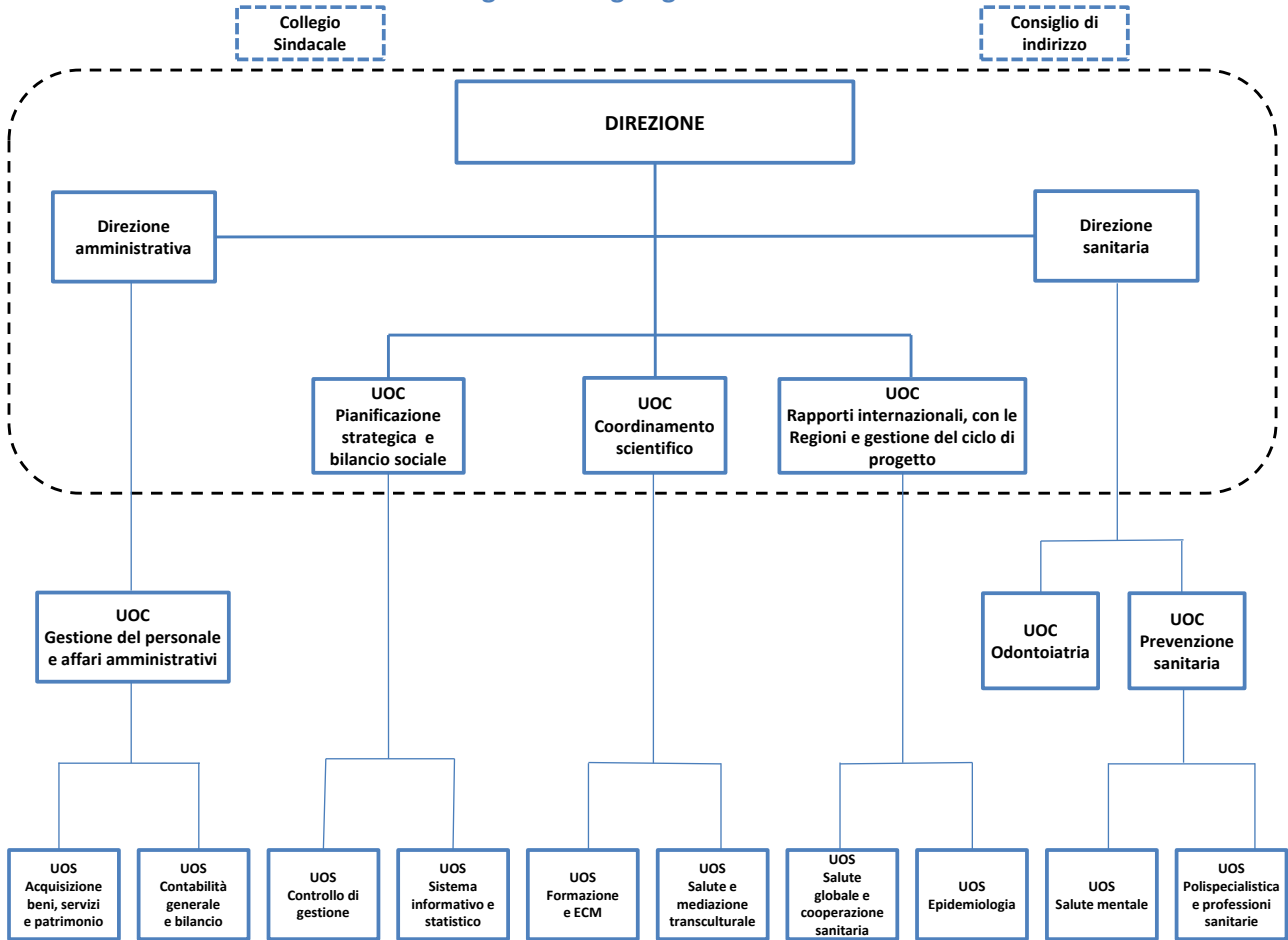 Collegio
Sindacale
Consiglio di
indirizzo
DIREZIONE
Direzione
amministrativa
Direzione
sanitaria
UOC
Pianificazione
strategica e
bilancio sociale
UOC
Coordinamento
scientifico
UOC
Rapporti internazionali, con le
Regioni e gestione del ciclo di
progetto
UOC
Gestione del personale
e affari amministrativi
UOC
Odontoiatria
UOC
Prevenzione
sanitaria
UOS
Acquisizione
beni, servizi
e patrimonio
UOS
Contabilità
generale
e bilancio
UOS
Controllo di
gestione
UOS
Sistema
informativo e
statistico
UOS
Formazione
e ECM
UOS
Salute e
mediazione
transculturale
UOS
Salute
globale e
cooperazione
sanitaria
UOS
Epidemiologia
UOS
Salute mentale
UOS
Polispecialistica
e professioni
sanitarie